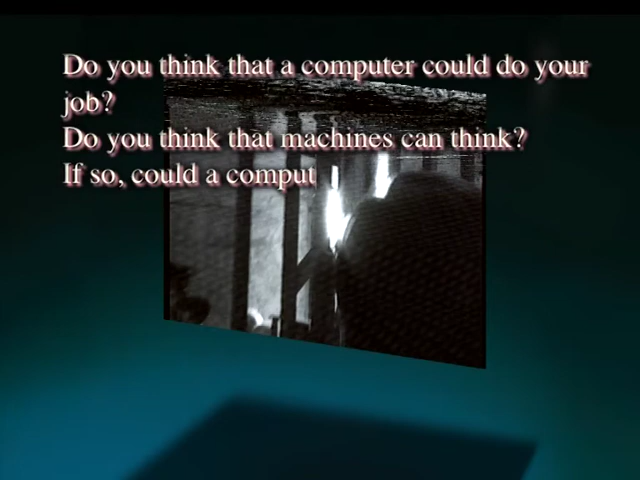 Do you think that a computer could do your
job?
Do you think that machines can think?
If so, could a comput